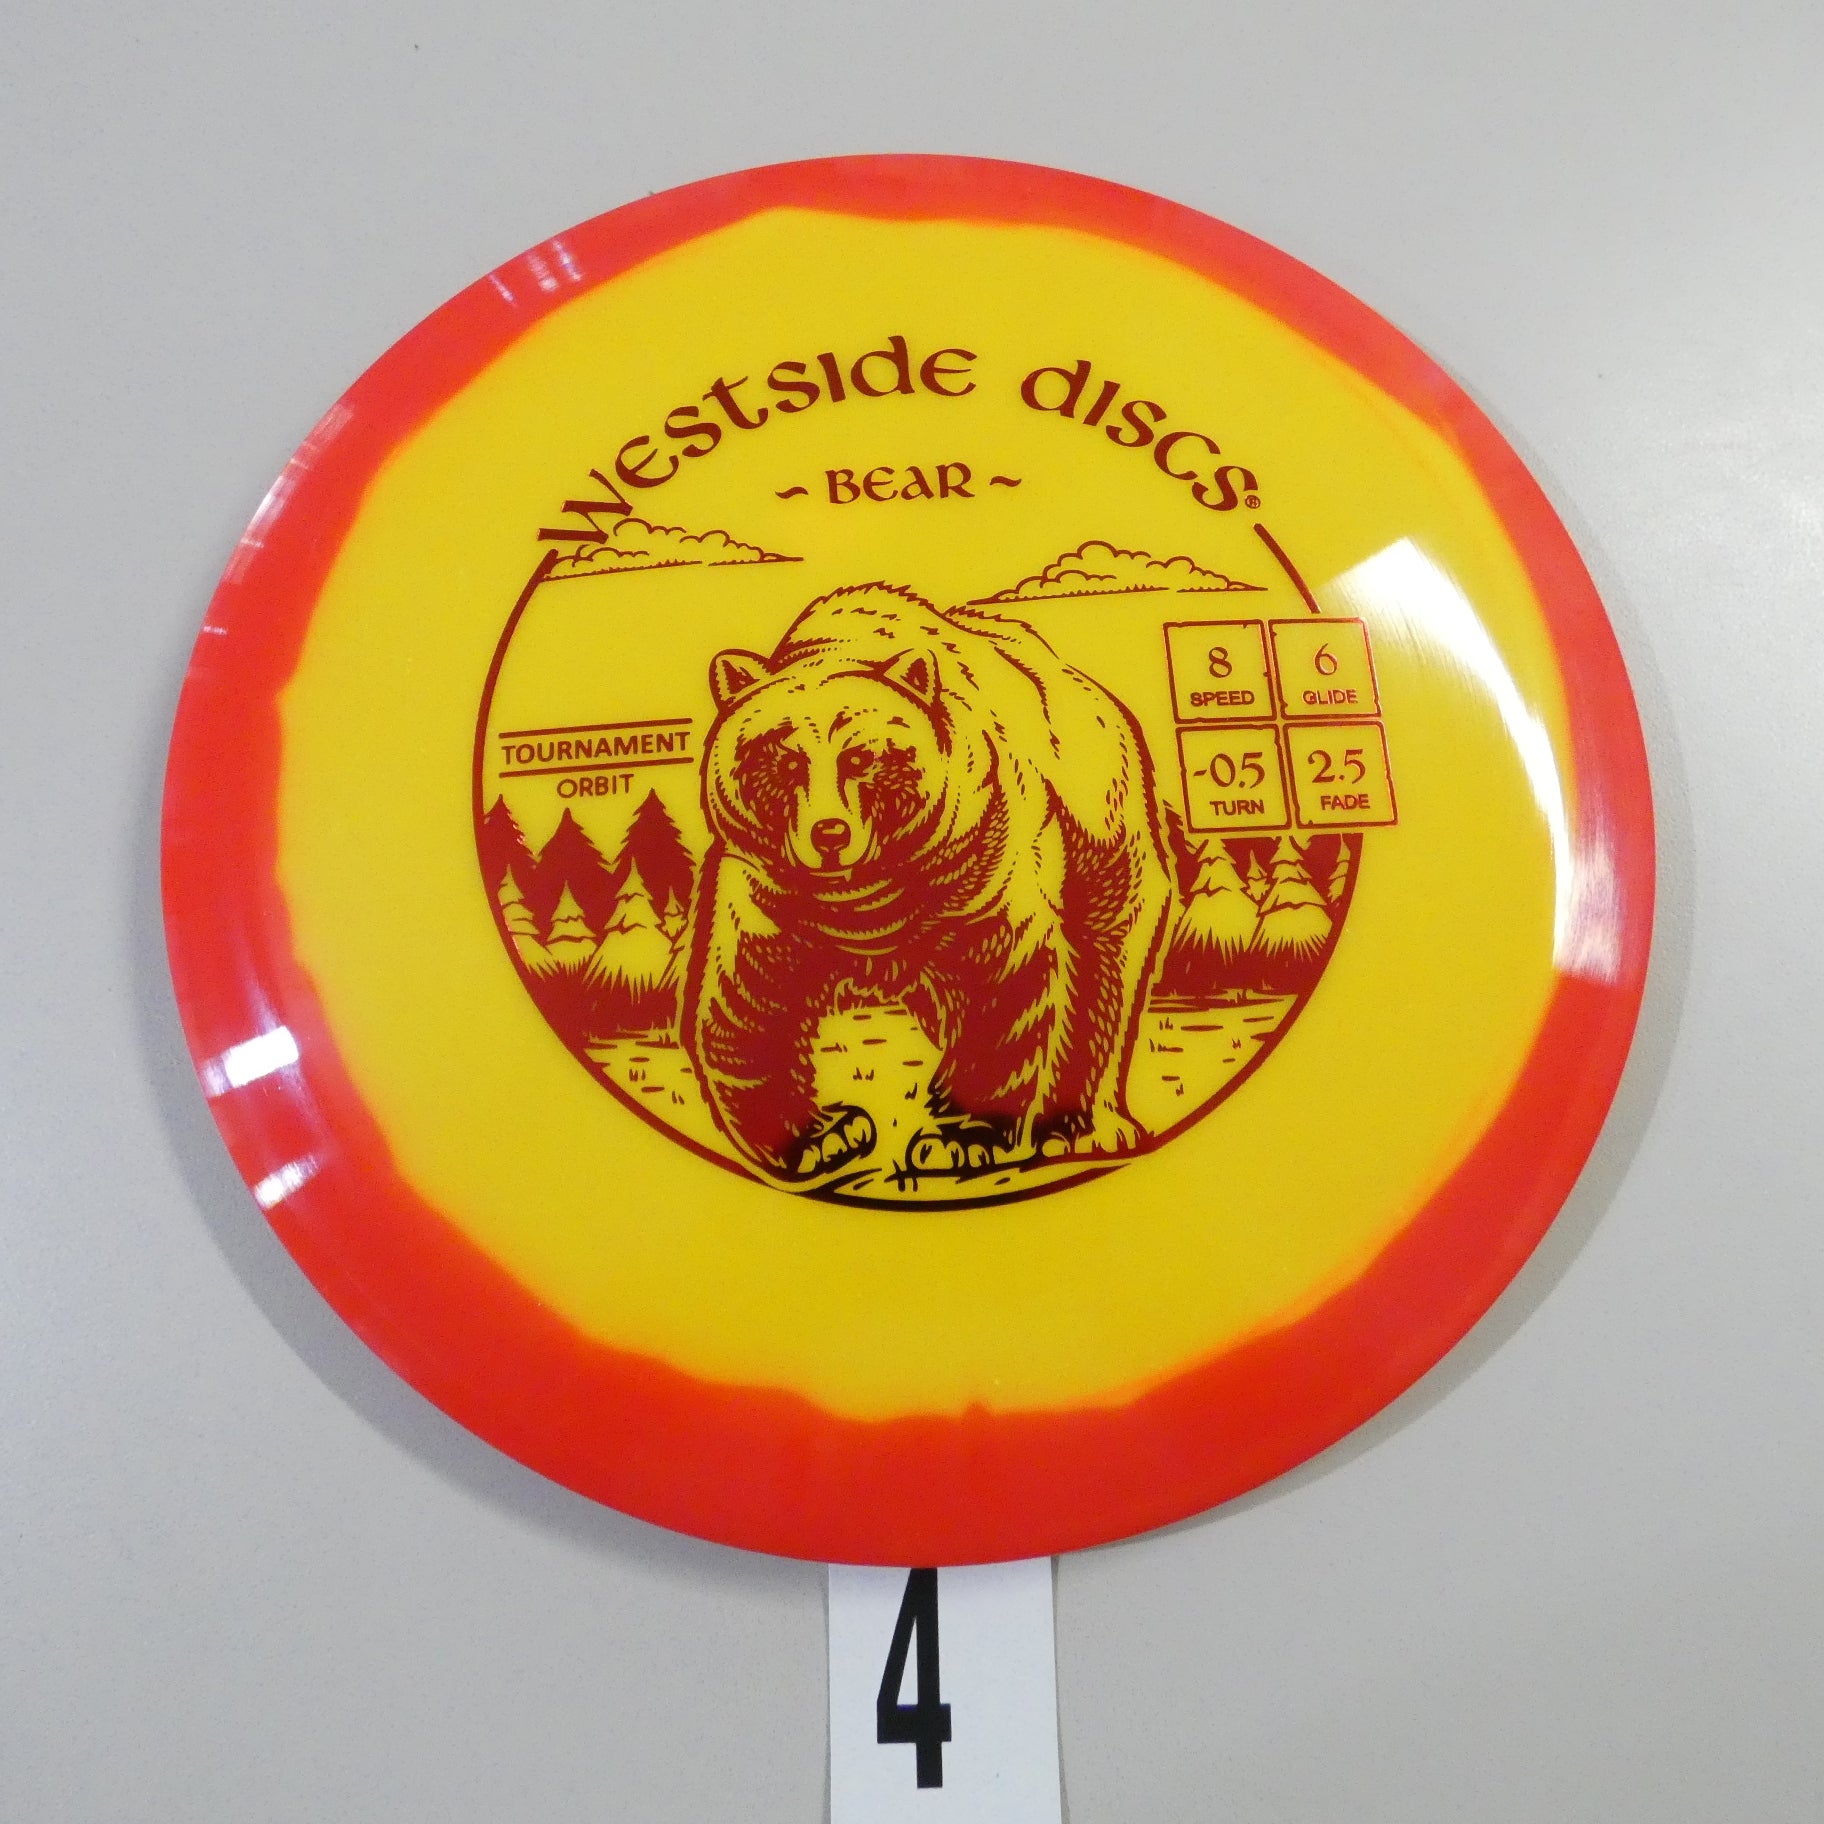 WESTSIDE DISCS®
~ BEAR ~
TOURNAMENT
ORBIT
8
SPEED
6
GLIDE
-0.5
TURN
2.5
FADE
4